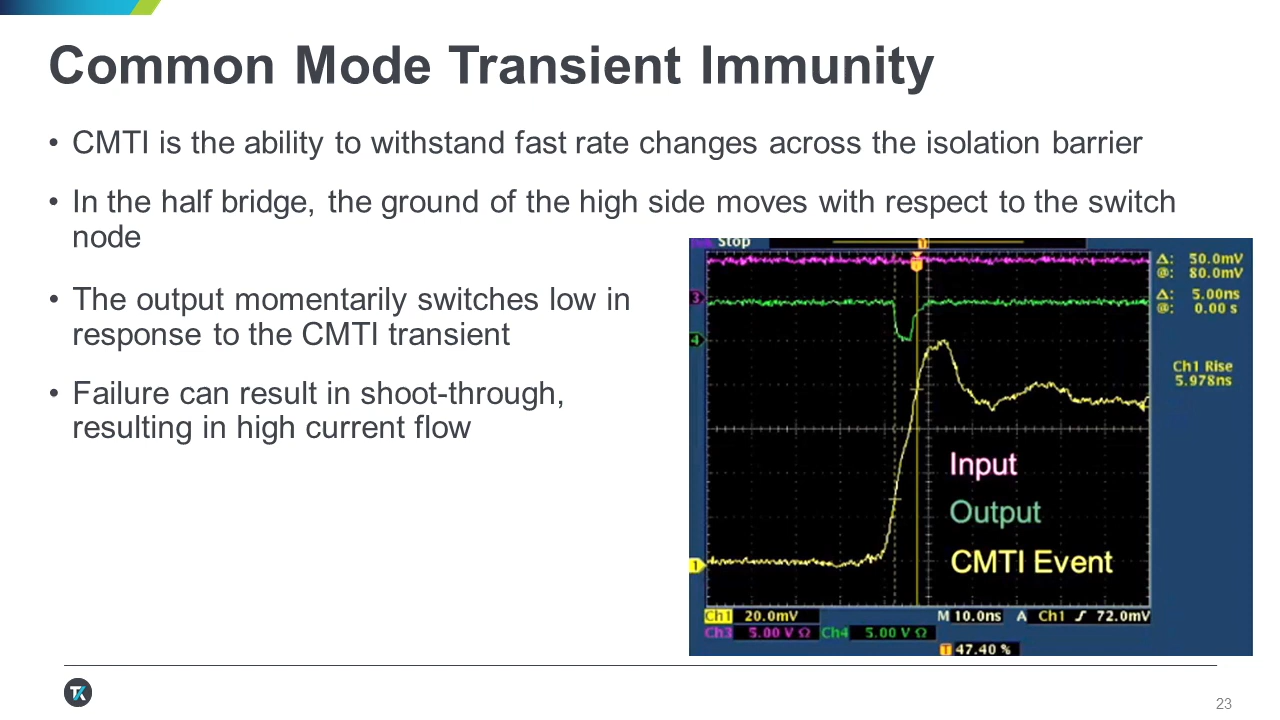 Common Mode Transient Immunity
• CMTI is the ability to withstand fast rate changes across the isolation barrier
• In the half bridge, the ground of the high side moves with respect to the switch
node
• The output momentarily switches low in
response to the CMTI transient
• Failure can result in shoot-through,
resulting in high current flow
Stop
Δ: 50.0mV
@: 80.0mV
Δ: 5.00ns
@: 0.00 s
Ch1 Rise
5.978ns
3
4
1
Input
Output
CMTI Event
Ch1 20.0mV M 10.0ns A Ch1 ʃ 72.0mV
Ch3 5.00 V Ω Ch4 5.00 V Ω
T 47.40 %
TK
23